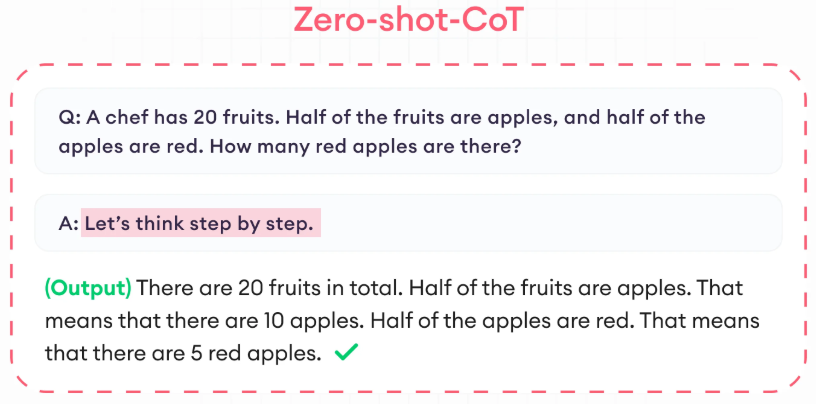 Zero-shot-CoT
Q: A chef has 20 fruits. Half of the fruits are apples, and half of the
apples are red. How many red apples are there?
A: Let’s think step by step.
(Output) There are 20 fruits in total. Half of the fruits are apples. That
means that there are 10 apples. Half of the apples are red. That means
that there are 5 red apples.